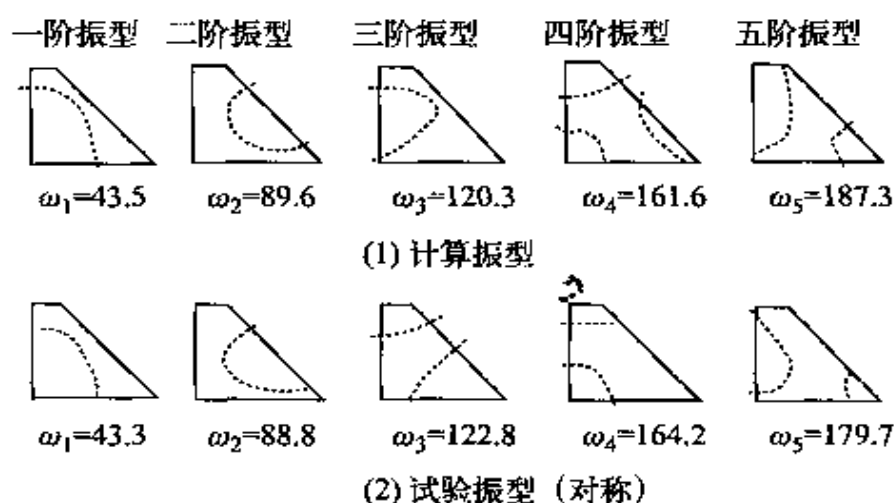 一阶振型 二阶振型 三阶振型 四阶振型 五阶振型
ω₁=43.5 ω₂=89.6 ω₃=120.3 ω₄=161.6 ω₅=187.3
(1) 计算振型
ω₁=43.3 ω₂=88.8 ω₃=122.8 ω₄=164.2 ω₅=179.7
(2) 试验振型（对称）